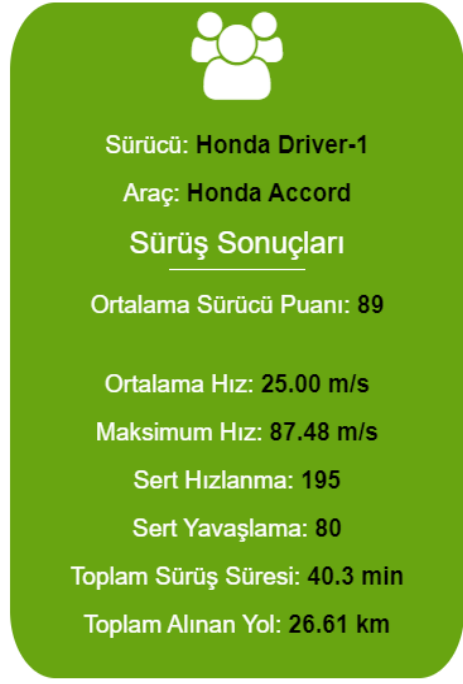 Sürücü: Honda Driver-1
Araç: Honda Accord
Sürüş Sonuçları
Ortalama Sürücü Puanı: 89
Ortalama Hız: 25.00 m/s
Maksimum Hız: 87.48 m/s
Sert Hızlanma: 195
Sert Yavaşlama: 80
Toplam Sürüş Süresi: 40.3 min
Toplam Alınan Yol: 26.61 km